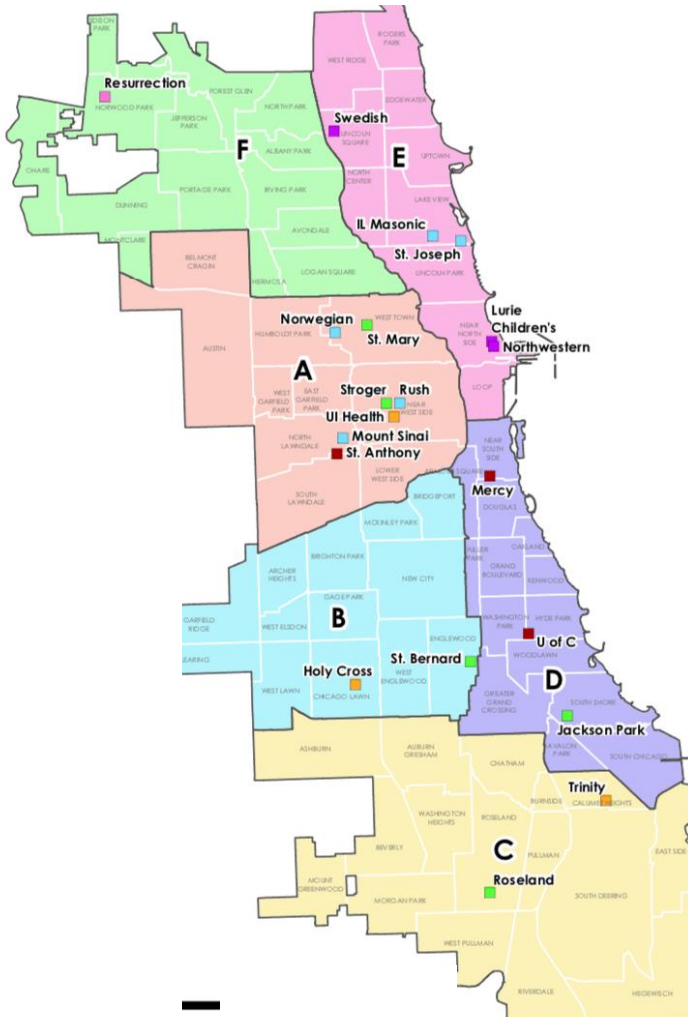 EDISON PARK
ROGERS
PARK
WEST RIDGE
Resurrection
FOREST GLEN
NORWOOD PARK
NORTH PARK
EDGEWATER
JEFFERSON
PARK
Swedish
LINCOLN
SQUARE
F
ALBANY PARK
E
UPTOWN
OHARE
NORTH
CENTER
PORTAGE PARK
IRVING PARK
LAKE VIEW
DUNNING
IL Masonic
AVONDALE
MONTCLARE
St. Joseph
BELMONT
CRAGIN
LOGAN SQUARE
LINCOLN PARK
HERMOSA
Lurie
Children's
Norwegian
WEST TOWN
HUMBOLDT PARK
St. Mary
NEAR
NORTH
SIDE
Northwestern
AUSTIN
A
WEST
GARFIELD
PARK
EAST
GARFIELD
PARK
Stroger
Rush
LOOP
NEAR
WEST SIDE
UI Health
NORTH
LAWNDALE
Mount Sinai
St. Anthony
NEAR
SOUTH
SIDE
LOWER
WEST SIDE
ARMOUR SQUARE
Mercy
SOUTH
LAWNDALE
BRIDGEPORT
DOUGLAS
MCKINLEY PARK
BRIGHTON PARK
FULLER
PARK
OAKLAND
ARCHER
HEIGHTS
NEW CITY
GRAND
BOULEVARD
KENWOOD
GAGE PARK
GARFIELD
RIDGE
B
WASHINGTON
PARK
HYDE PARK
WEST ELSDON
ENGLEWOOD
U of C
WOODLAWN
CLEARING
St. Bernard
Holy Cross
WEST
ENGLEWOOD
D
WEST LAWN
CHICAGO LAWN
GREATER
GRAND
CROSSING
SOUTH SHORE
Jackson Park
ASHBURN
AUBURN
GRESHAM
AVALON
PARK
SOUTH CHICAGO
CHATHAM
Trinity
BURNSIDE
CALUMET HEIGHTS
WASHINGTON
HEIGHTS
ROSELAND
BEVERLY
C
PULLMAN
EAST SIDE
MOUNT
GREENWOOD
Roseland
MORGAN PARK
SOUTH DEERING
WEST PULLMAN
RIVERDALE
HEGEWISCH